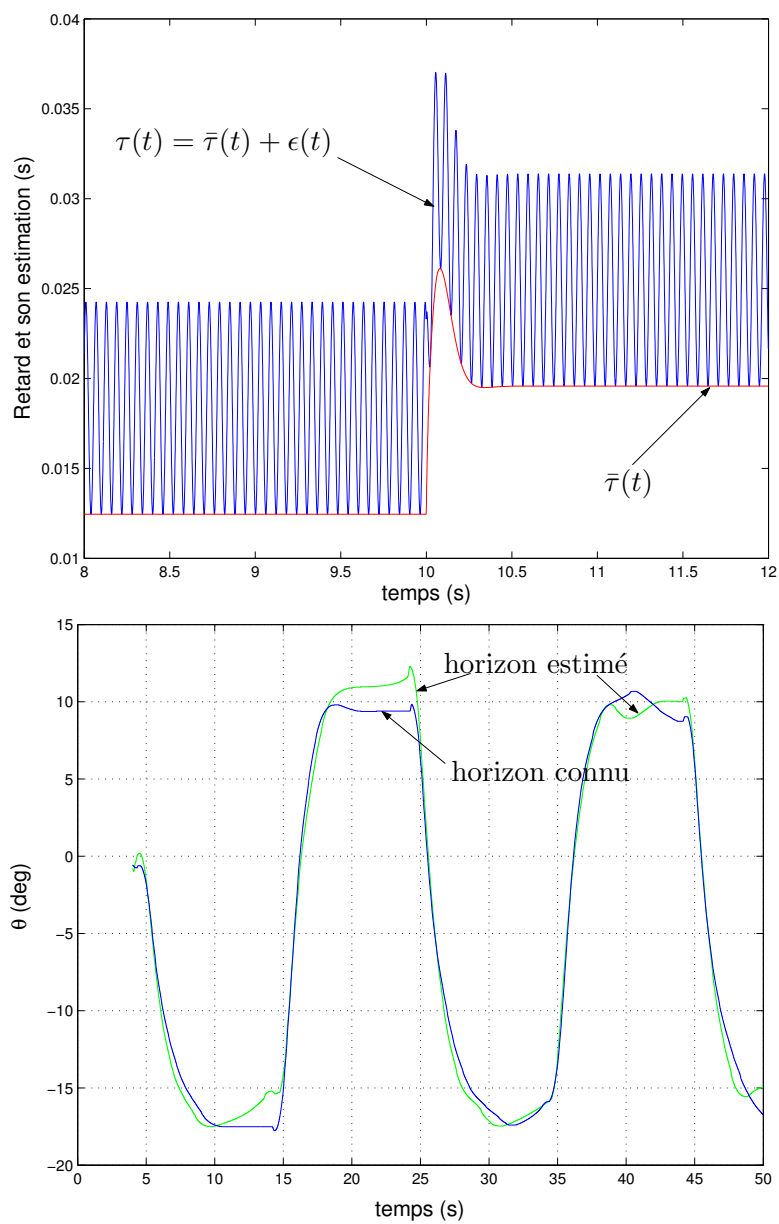 0.04
0.035
0.03
0.025
0.02
0.015
0.01
Retard et son estimation (s)
τ(t) = τ̄(t) + ϵ(t)
τ̄(t)
8 8.5 9 9.5 10 10.5 11 11.5 12
temps (s)
15
10
5
0
−5
−10
−15
−20
θ (deg)
horizon estimé
horizon connu
0 5 10 15 20 25 30 35 40 45 50
temps (s)